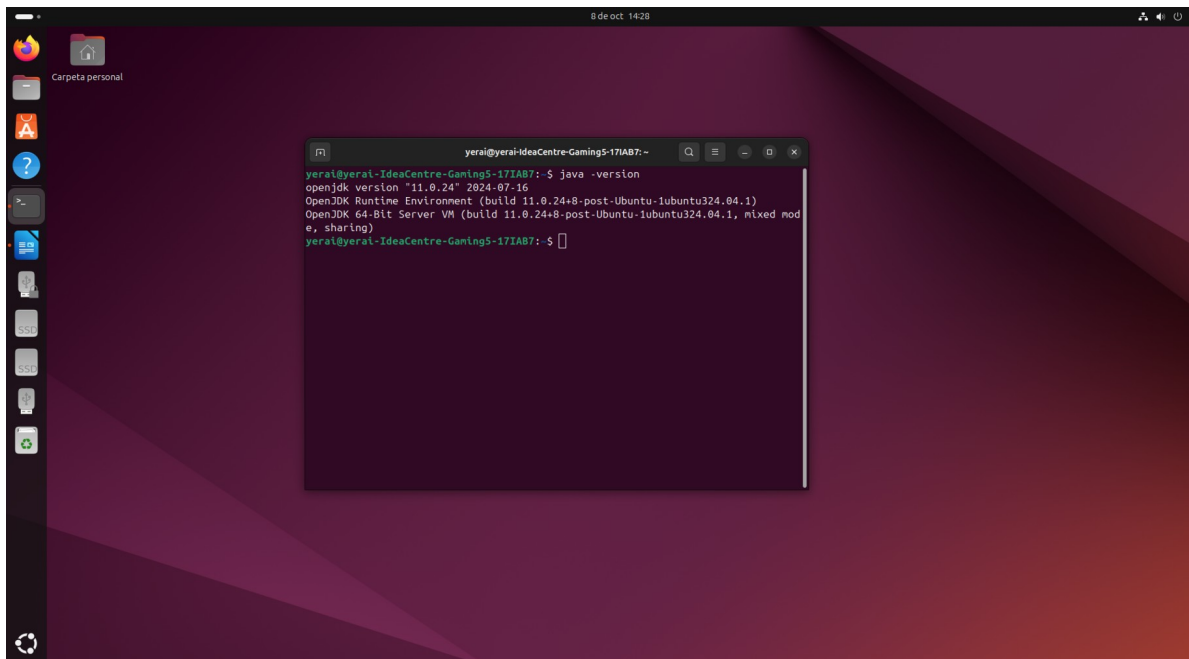 8 de oct 14:28
Carpeta personal
yerai@yerai-IdeaCentre-Gaming5-17IAB7: ~
yerai@yerai-IdeaCentre-Gaming5-17IAB7:~$ java -version
openjdk version "11.0.24" 2024-07-16
OpenJDK Runtime Environment (build 11.0.24+8-post-Ubuntu-1ubuntu324.04.1)
OpenJDK 64-Bit Server VM (build 11.0.24+8-post-Ubuntu-1ubuntu324.04.1, mixed mod
e, sharing)
yerai@yerai-IdeaCentre-Gaming5-17IAB7:~$
SSD
SSD